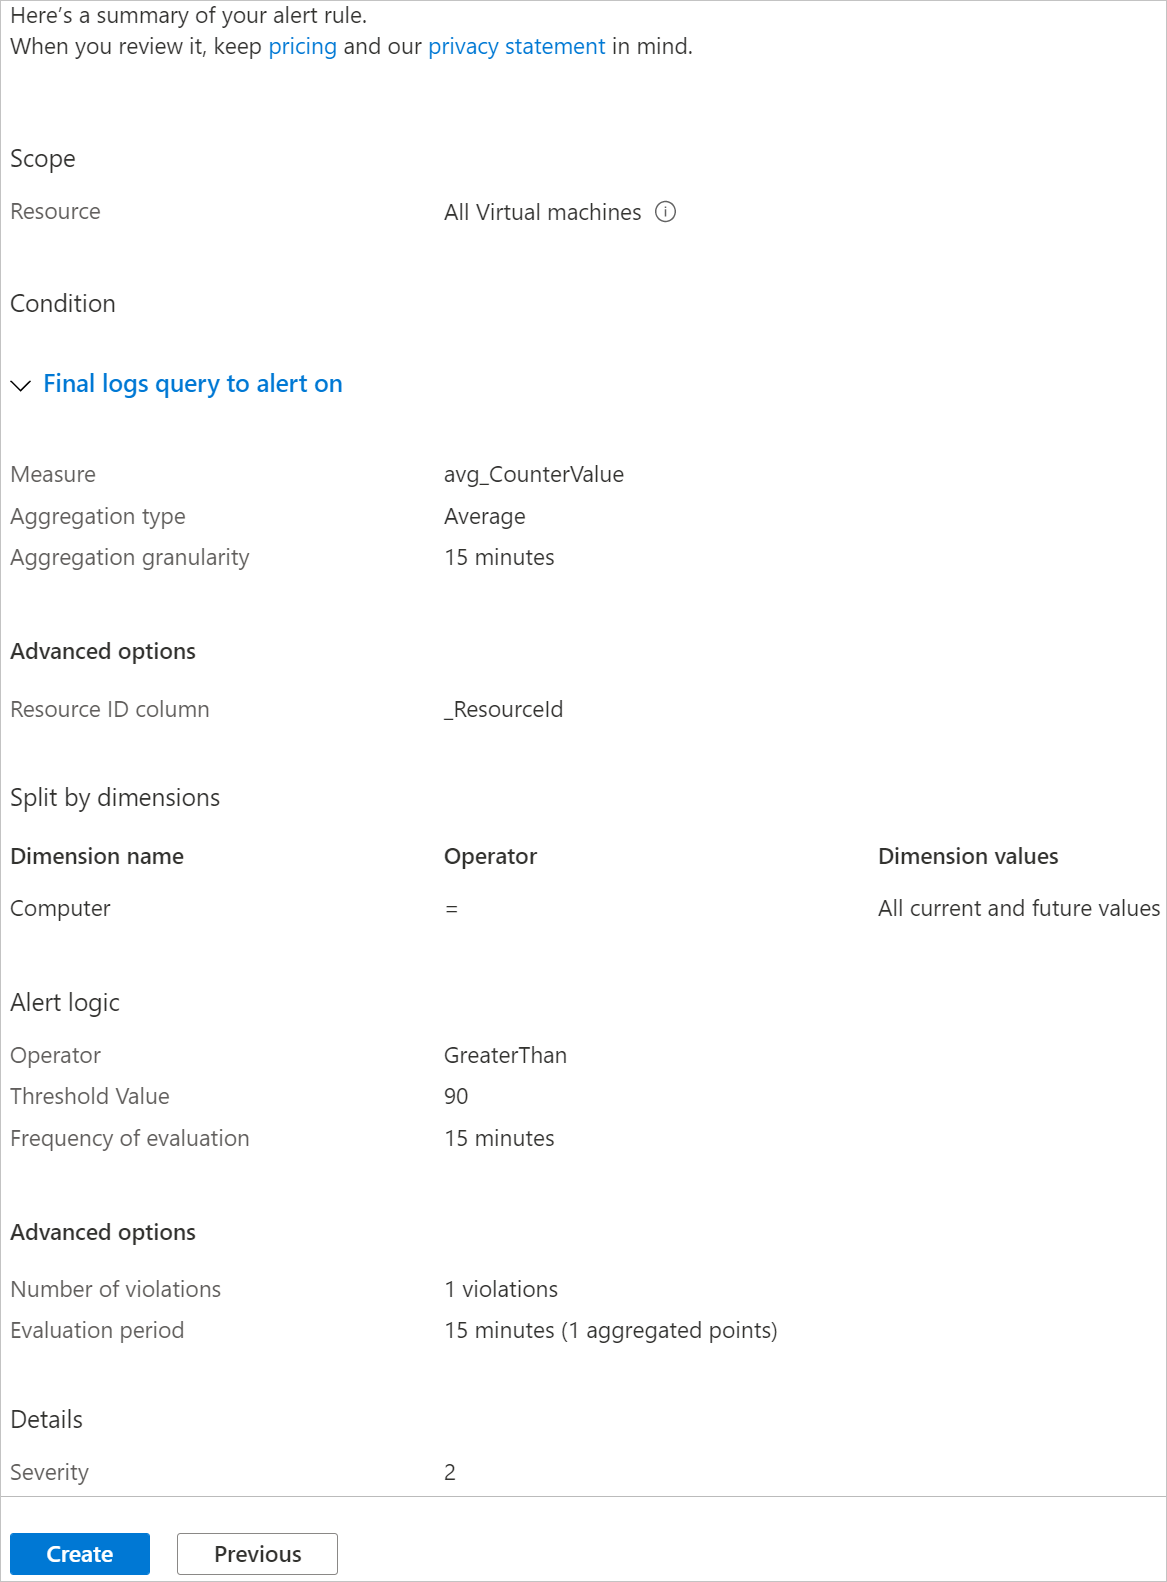 Here's a summary of your alert rule.
When you review it, keep pricing and our privacy statement in mind.
Scope
Resource All Virtual machines
Condition
Final logs query to alert on
Measure avg_CounterValue
Aggregation type Average
Aggregation granularity 15 minutes
Advanced options
Resource ID column _ResourceId
Split by dimensions
Dimension name Operator Dimension values
Computer = All current and future values
Alert logic
Operator GreaterThan
Threshold Value 90
Frequency of evaluation 15 minutes
Advanced options
Number of violations 1 violations
Evaluation period 15 minutes (1 aggregated points)
Details
Severity 2
Create Previous